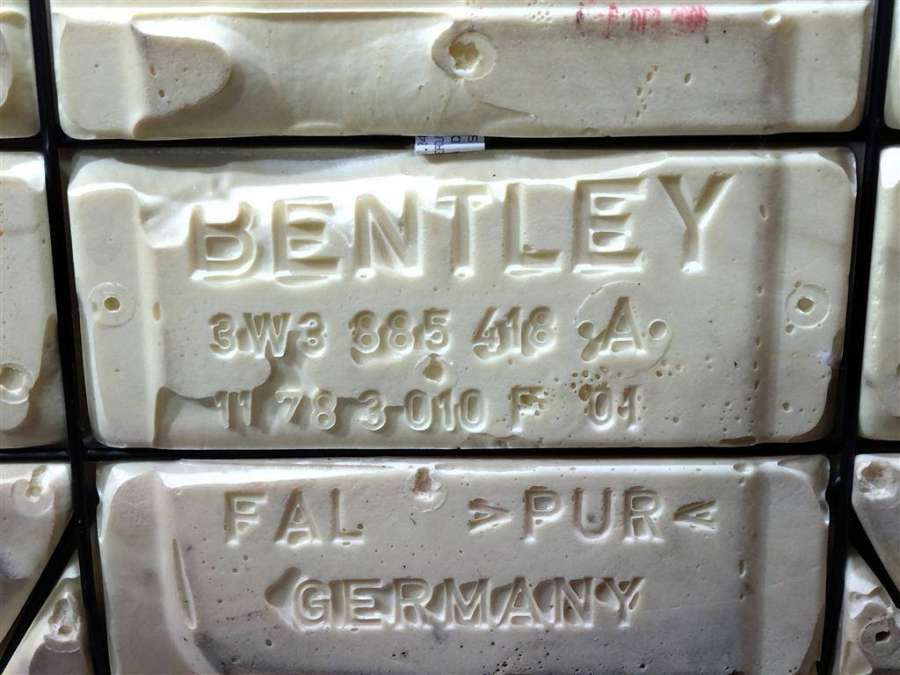 BENTLEY
3W3 885 418 A
11 78 3 010 F 01
FAL >PUR<
GERMANY